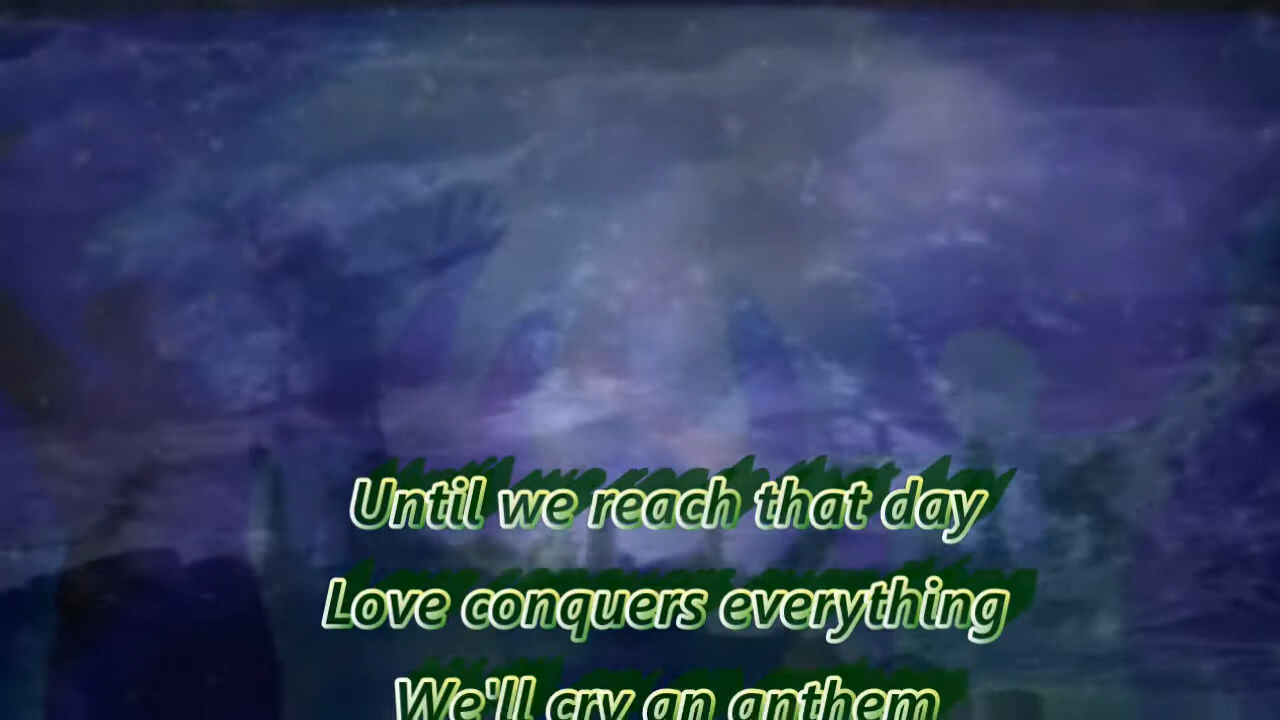 Until we reach that day
Love conquers everything
We'll cry an anthem